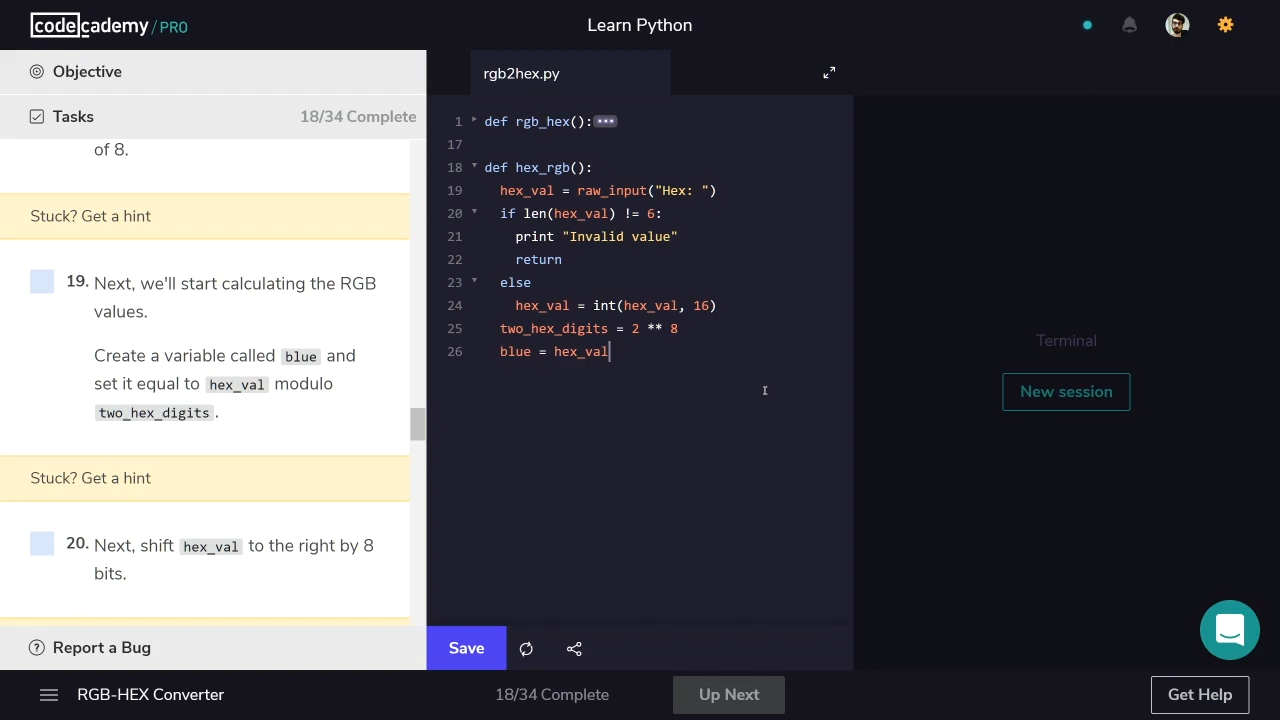 codecademy/PRO
Learn Python
Objective
Tasks 18/34 Complete
of 8.
Stuck? Get a hint
19. Next, we'll start calculating the RGB
values.
Create a variable called blue and
set it equal to hex_val modulo
two_hex_digits.
Stuck? Get a hint
20. Next, shift hex_val to the right by 8
bits.
Report a Bug
rgb2hex.py
1 def rgb_hex():
17
18 def hex_rgb():
19 hex_val = raw_input("Hex: ")
20 if len(hex_val) != 6:
21 print "Invalid value"
22 return
23 else
24 hex_val = int(hex_val, 16)
25 two_hex_digits = 2 ** 8
26 blue = hex_val
Save
Terminal
New session
RGB-HEX Converter
18/34 Complete
Up Next
Get Help